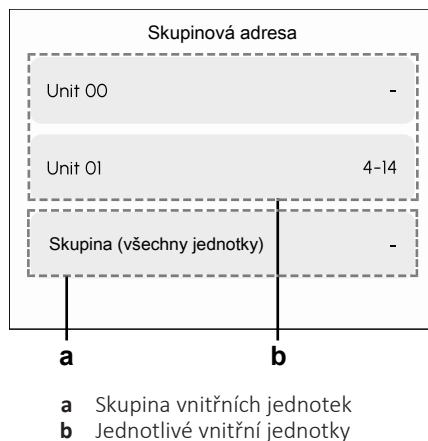 Skupinová adresa
Unit 00 -
Unit 01 4-14
Skupina (všechny jednotky) -
a b
a Skupina vnitřních jednotek
b Jednotlivé vnitřní jednotky